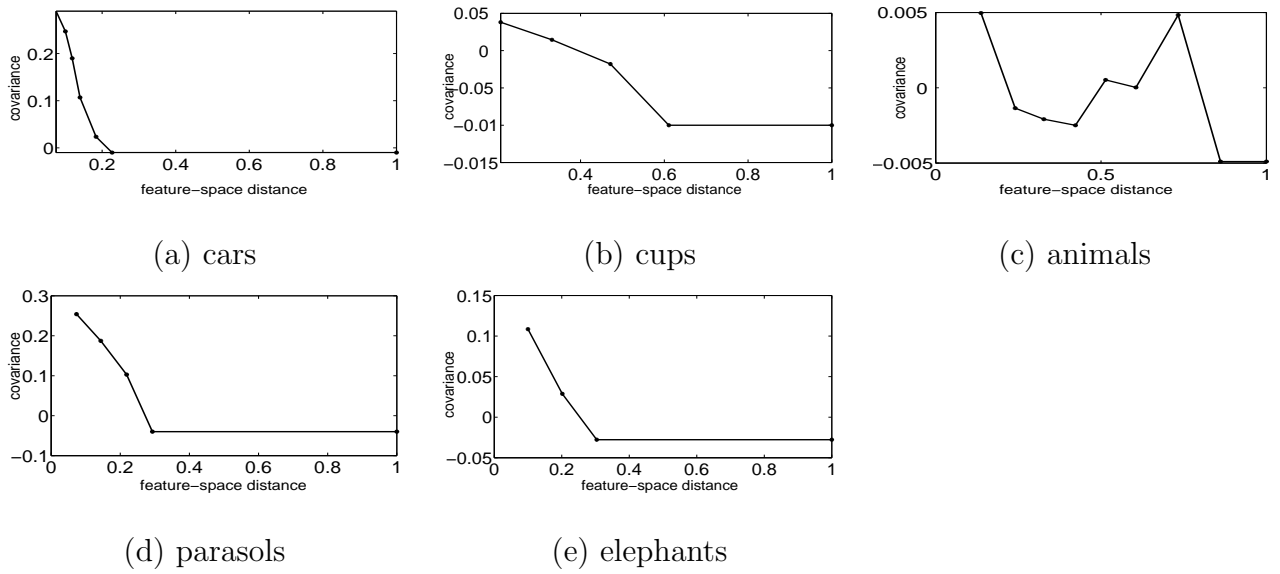 covariance
0.2
0.1
0
0.2 0.4 0.6 0.8 1
feature−space distance
(a) cars
covariance
0.05
0
−0.05
−0.01
−0.015
0.4 0.6 0.8 1
feature−space distance
(b) cups
covariance
0.005
0
−0.005
0 0.5 1
feature−space distance
(c) animals
covariance
0.3
0.2
0.1
0
−0.1
0 0.2 0.4 0.6 0.8 1
feature−space distance
(d) parasols
covariance
0.15
0.1
0.05
0
−0.05
0 0.2 0.4 0.6 0.8 1
feature−space distance
(e) elephants